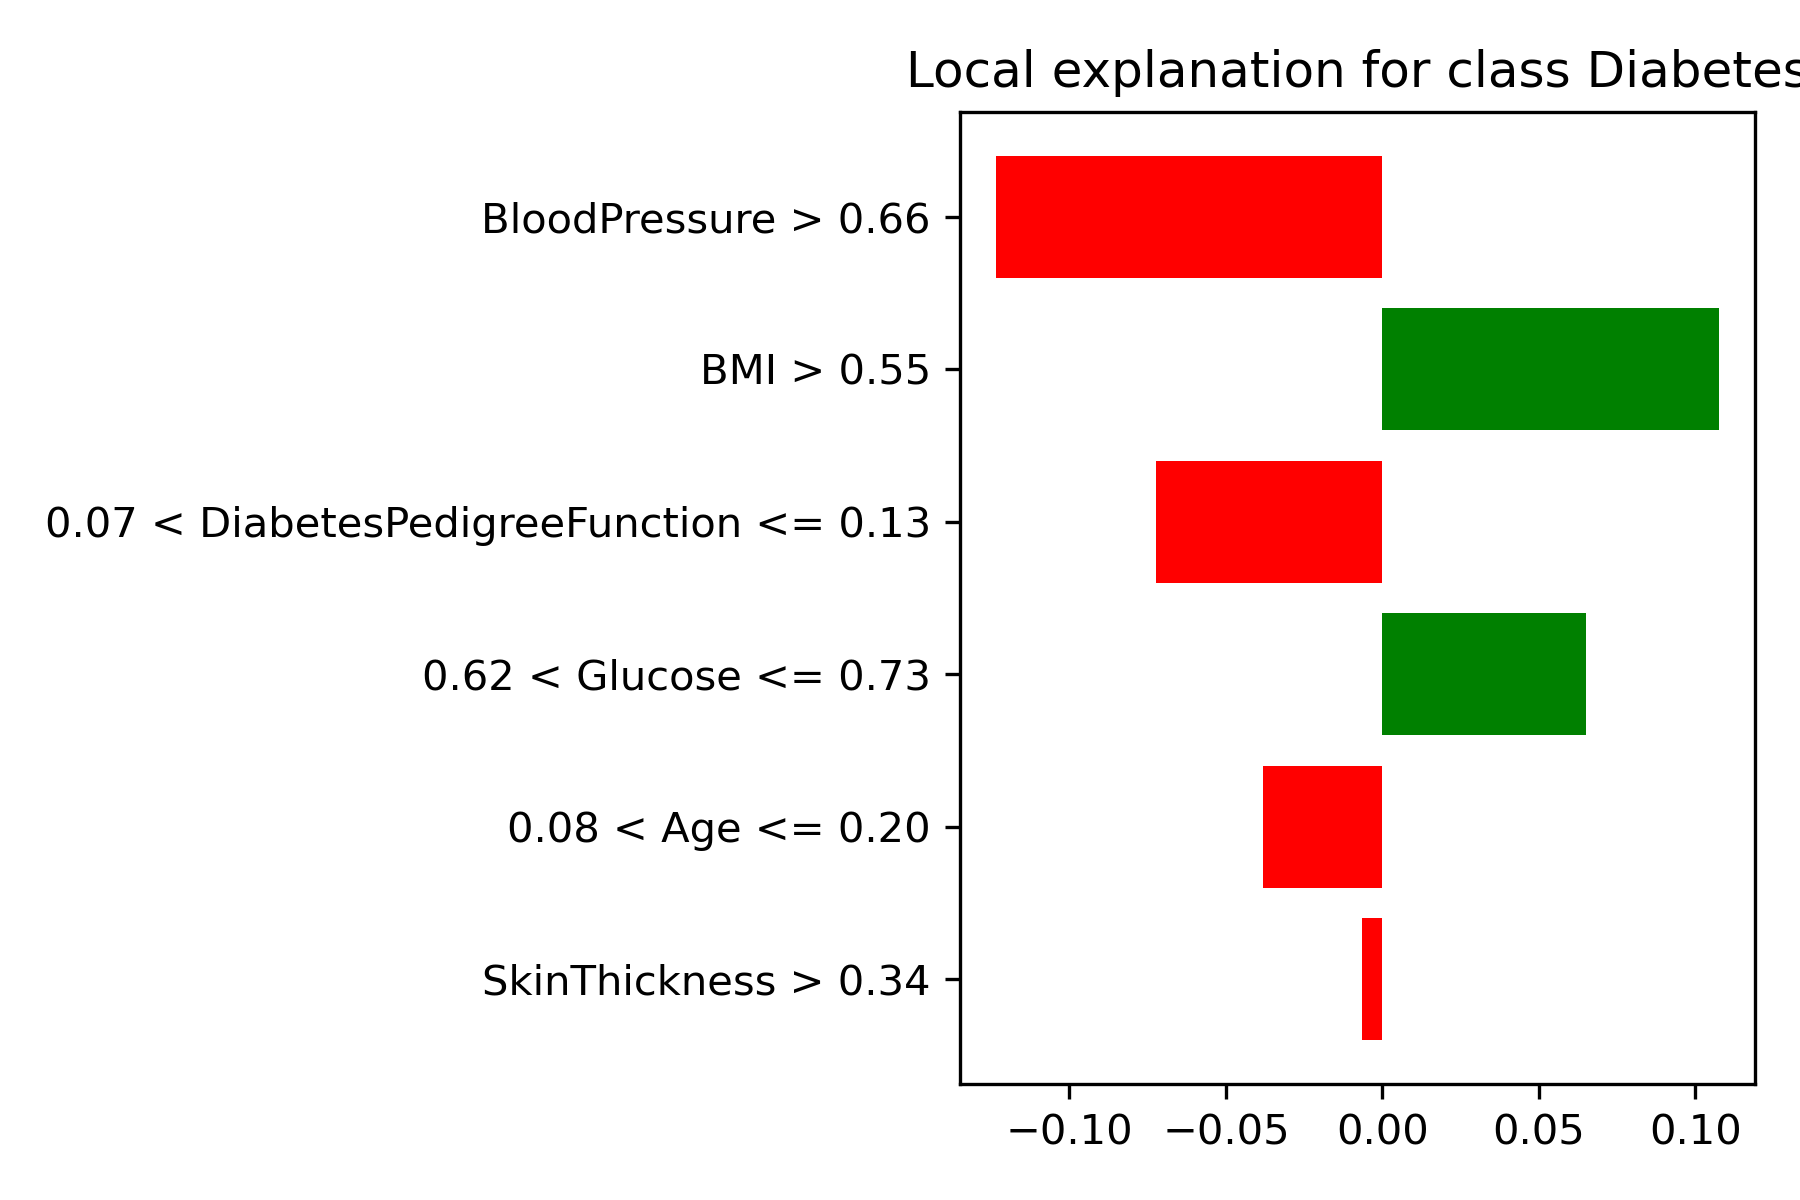 Local explanation for class Diabetes
BloodPressure > 0.66
BMI > 0.55
0.07 < DiabetesPedigreeFunction <= 0.13
0.62 < Glucose <= 0.73
0.08 < Age <= 0.20
SkinThickness > 0.34
−0.10 −0.05 0.00 0.05 0.10